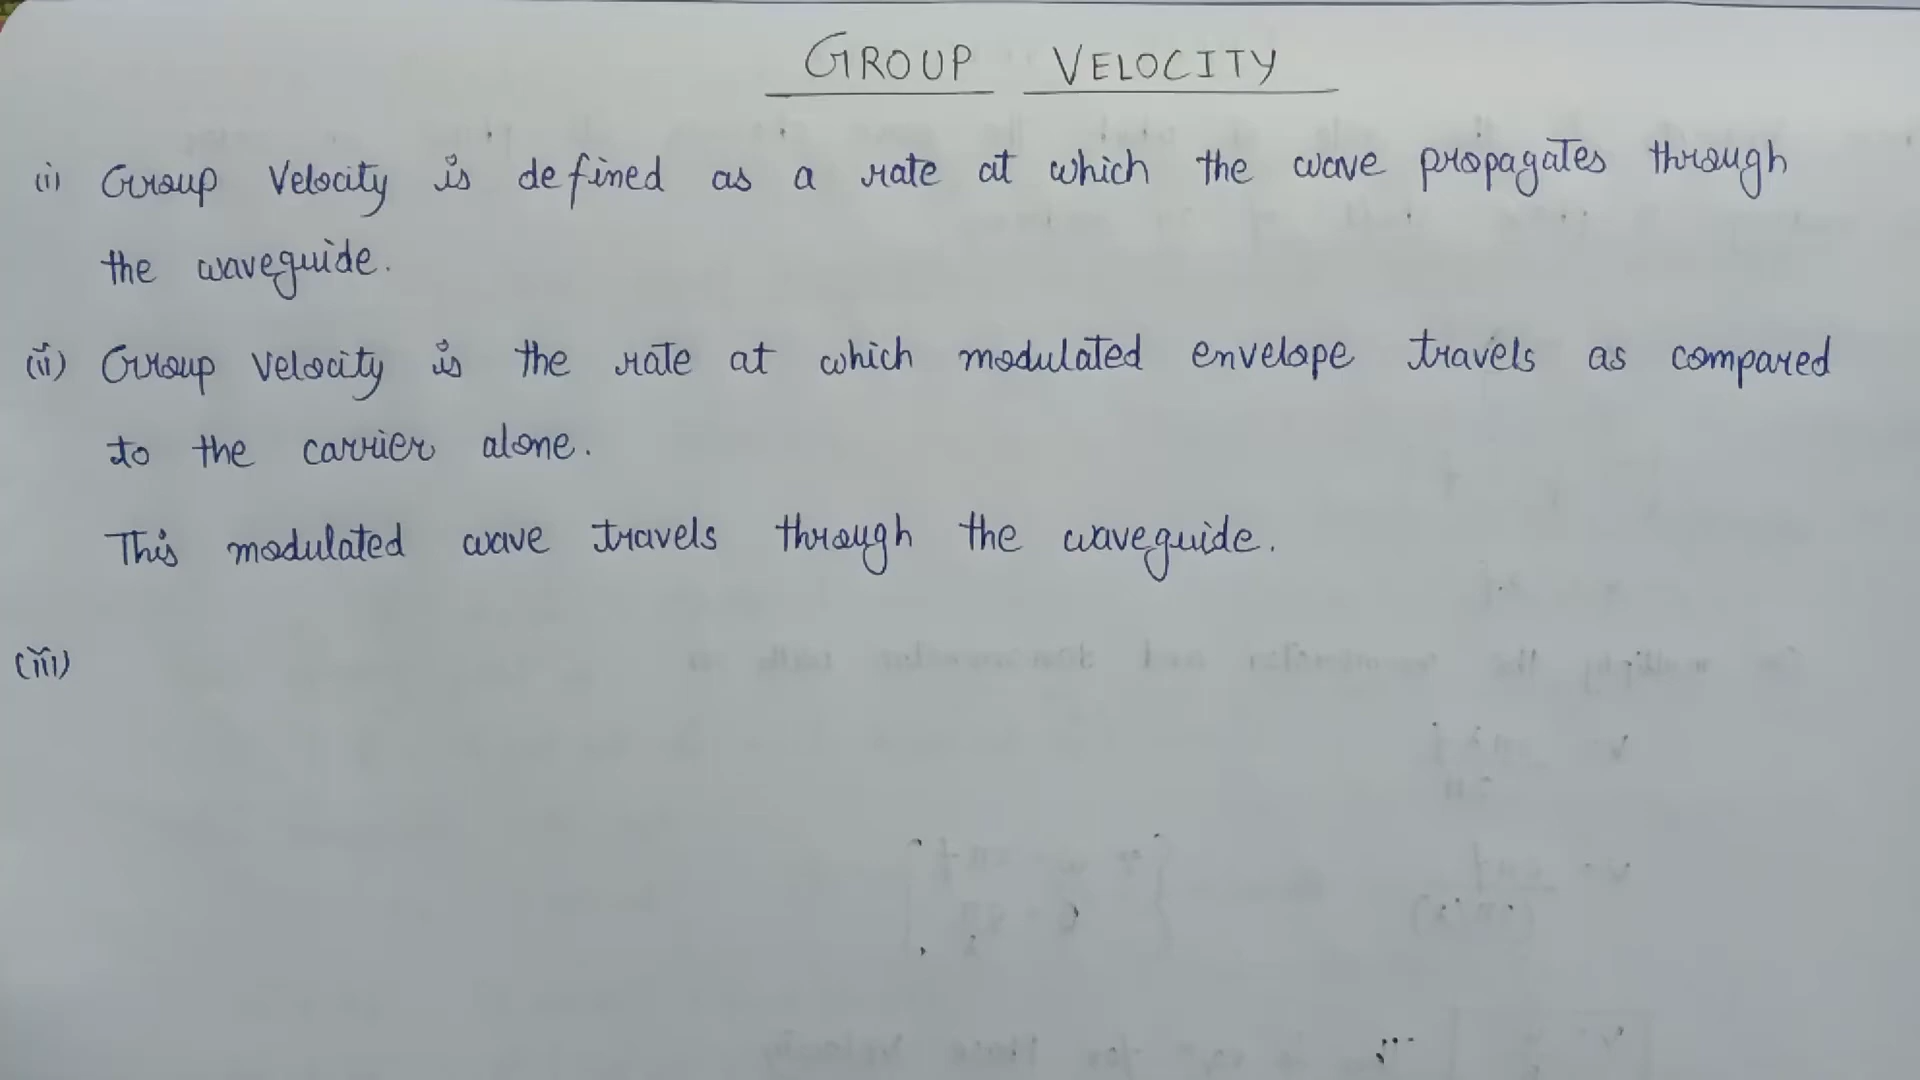 GROUP VELOCITY
(i) Group Velocity is defined as a rate at which the wave propagates through
the waveguide.
(ii) Group Velocity is the rate at which modulated envelope travels as compared
to the carrier alone.
This modulated wave travels through the waveguide.
(iii)